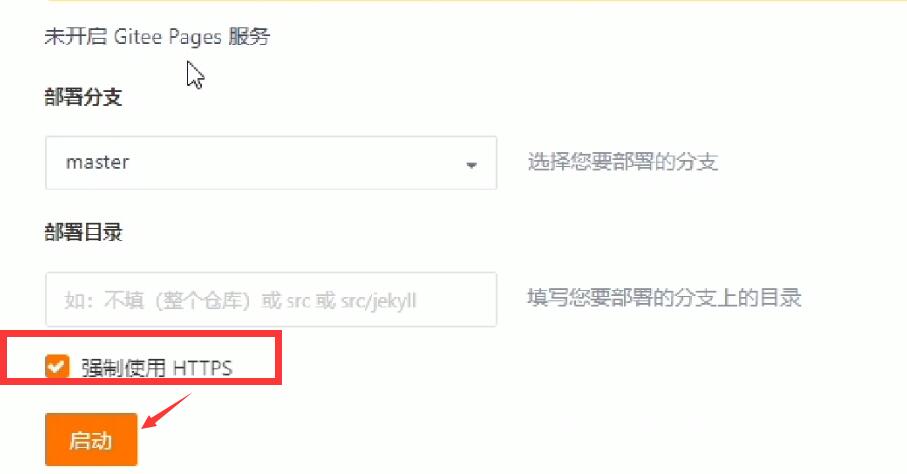 未开启 Gitee Pages 服务
部署分支
master
选择您要部署的分支
部署目录
如：不填（整个仓库）或 src 或 src/jekyll
填写您要部署的分支上的目录
强制使用 HTTPS
启动